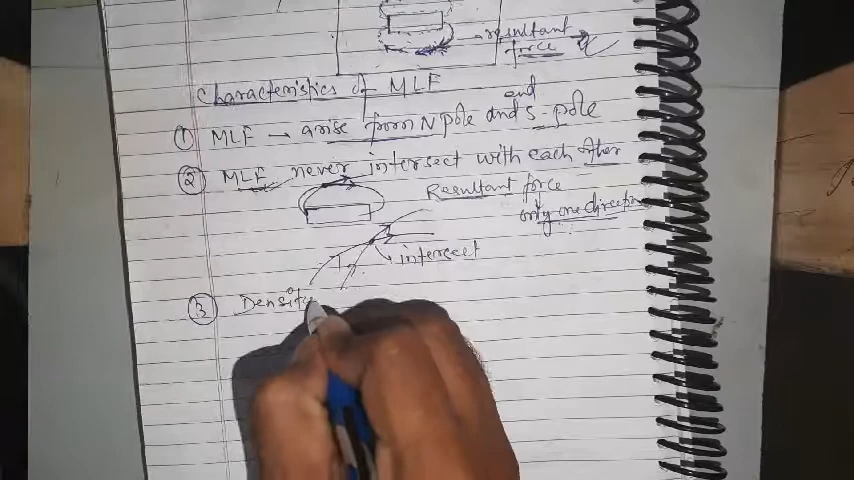 resultant
force
Characteristics of MLF
① MLF → arise from N pole and end S-pole
② MLF never intersect with each other
Resultant force
only one direction
intersect
③ Density